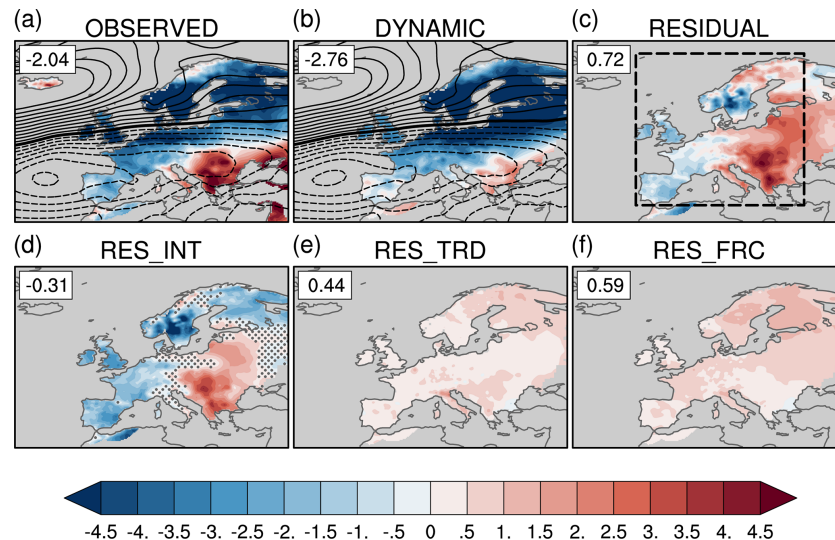 (a) OBSERVED (b) DYNAMIC (c) RESIDUAL
-2.04 -2.76 0.72
(d) RES_INT (e) RES_TRD (f) RES_FRC
-0.31 0.44 0.59
-4.5 -4. -3.5 -3. -2.5 -2. -1.5 -1. -.5 0 .5 1. 1.5 2. 2.5 3. 3.5 4. 4.5